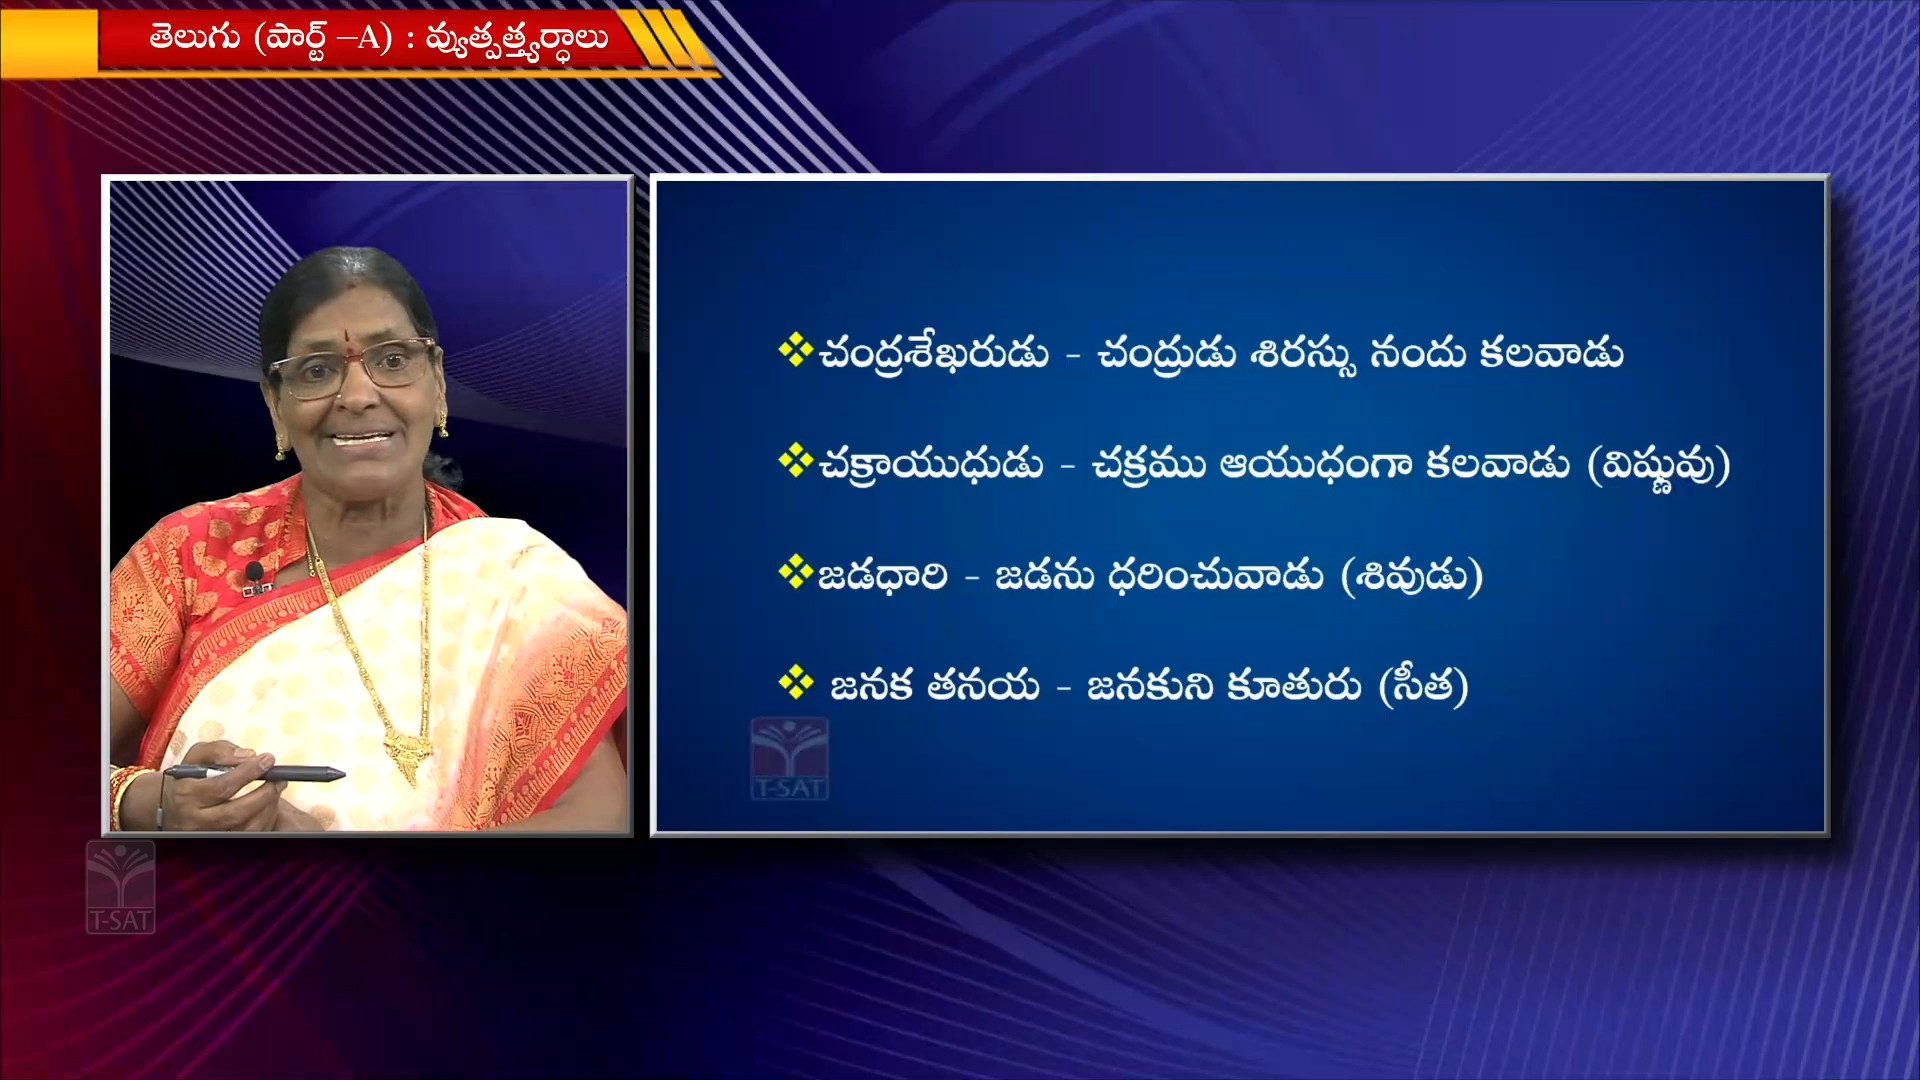 తెలుగు (పార్ట్ –A) : వ్యుత్పత్త్యర్ధాలు
చంద్రశేఖరుడు - చంద్రుడు శిరస్సు నందు కలవాడు
చక్రాయుధుడు - చక్రము ఆయుధంగా కలవాడు (విష్ణువు)
జడధారి - జడను ధరించువాడు (శివుడు)
జనక తనయ - జనకుని కూతురు (సీత)
T-SAT
T-SAT